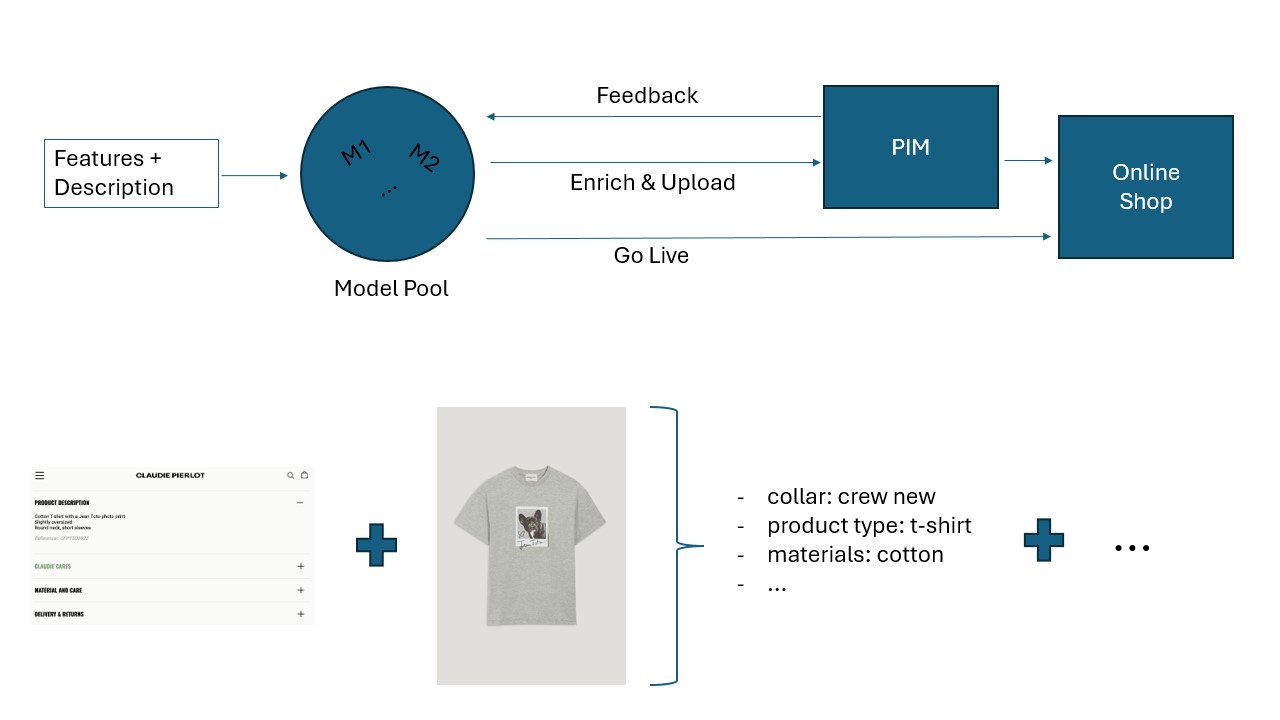 Feedback
Features +
Description
M1
M2
...
PIM
Enrich & Upload
Online
Shop
Go Live
Model Pool
CLAUDIE PIERLOT
PRODUCT DESCRIPTION
Cotton T-shirt with a Jean Toto photo print
Slightly oversized
Round neck, short sleeves
CLAUDIE CARES
MATERIAL AND CARE
DELIVERY & RETURNS
Jean Toto
- collar: crew new
- product type: t-shirt
- materials: cotton
- ...
...